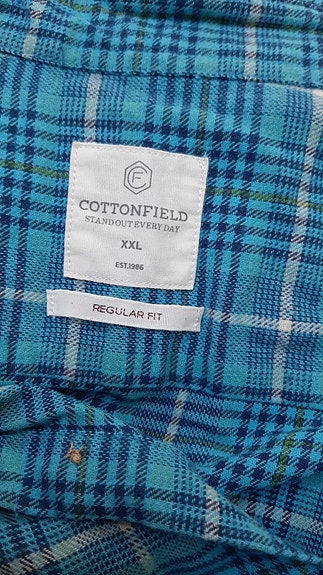 CF
COTTONFIELD
STAND OUT EVERY DAY
XXL
EST.1986
REGULAR FIT